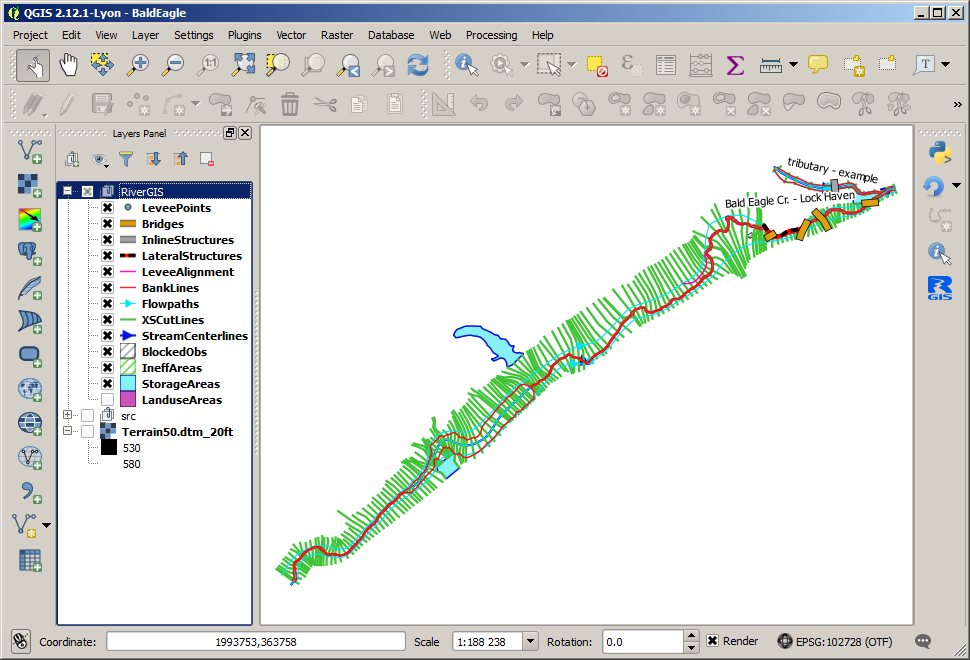 QGIS 2.12.1-Lyon - BaldEagle
Project Edit View Layer Settings Plugins Vector Raster Database Web Processing Help
Layers Panel
RiverGIS
LeveePoints
Bridges
InlineStructures
LateralStructures
LeveeAlignment
BankLines
Flowpaths
XSCutLines
StreamCenterlines
BlockedObs
IneffAreas
StorageAreas
LanduseAreas
src
Terrain50.dtm_20ft
530
580
tributary - example
Bald Eagle Cr. - Lock Haven
GIS
Coordinate: 1993753,363758 Scale 1:188 238 Rotation: 0.0 Render EPSG:102728 (OTF)